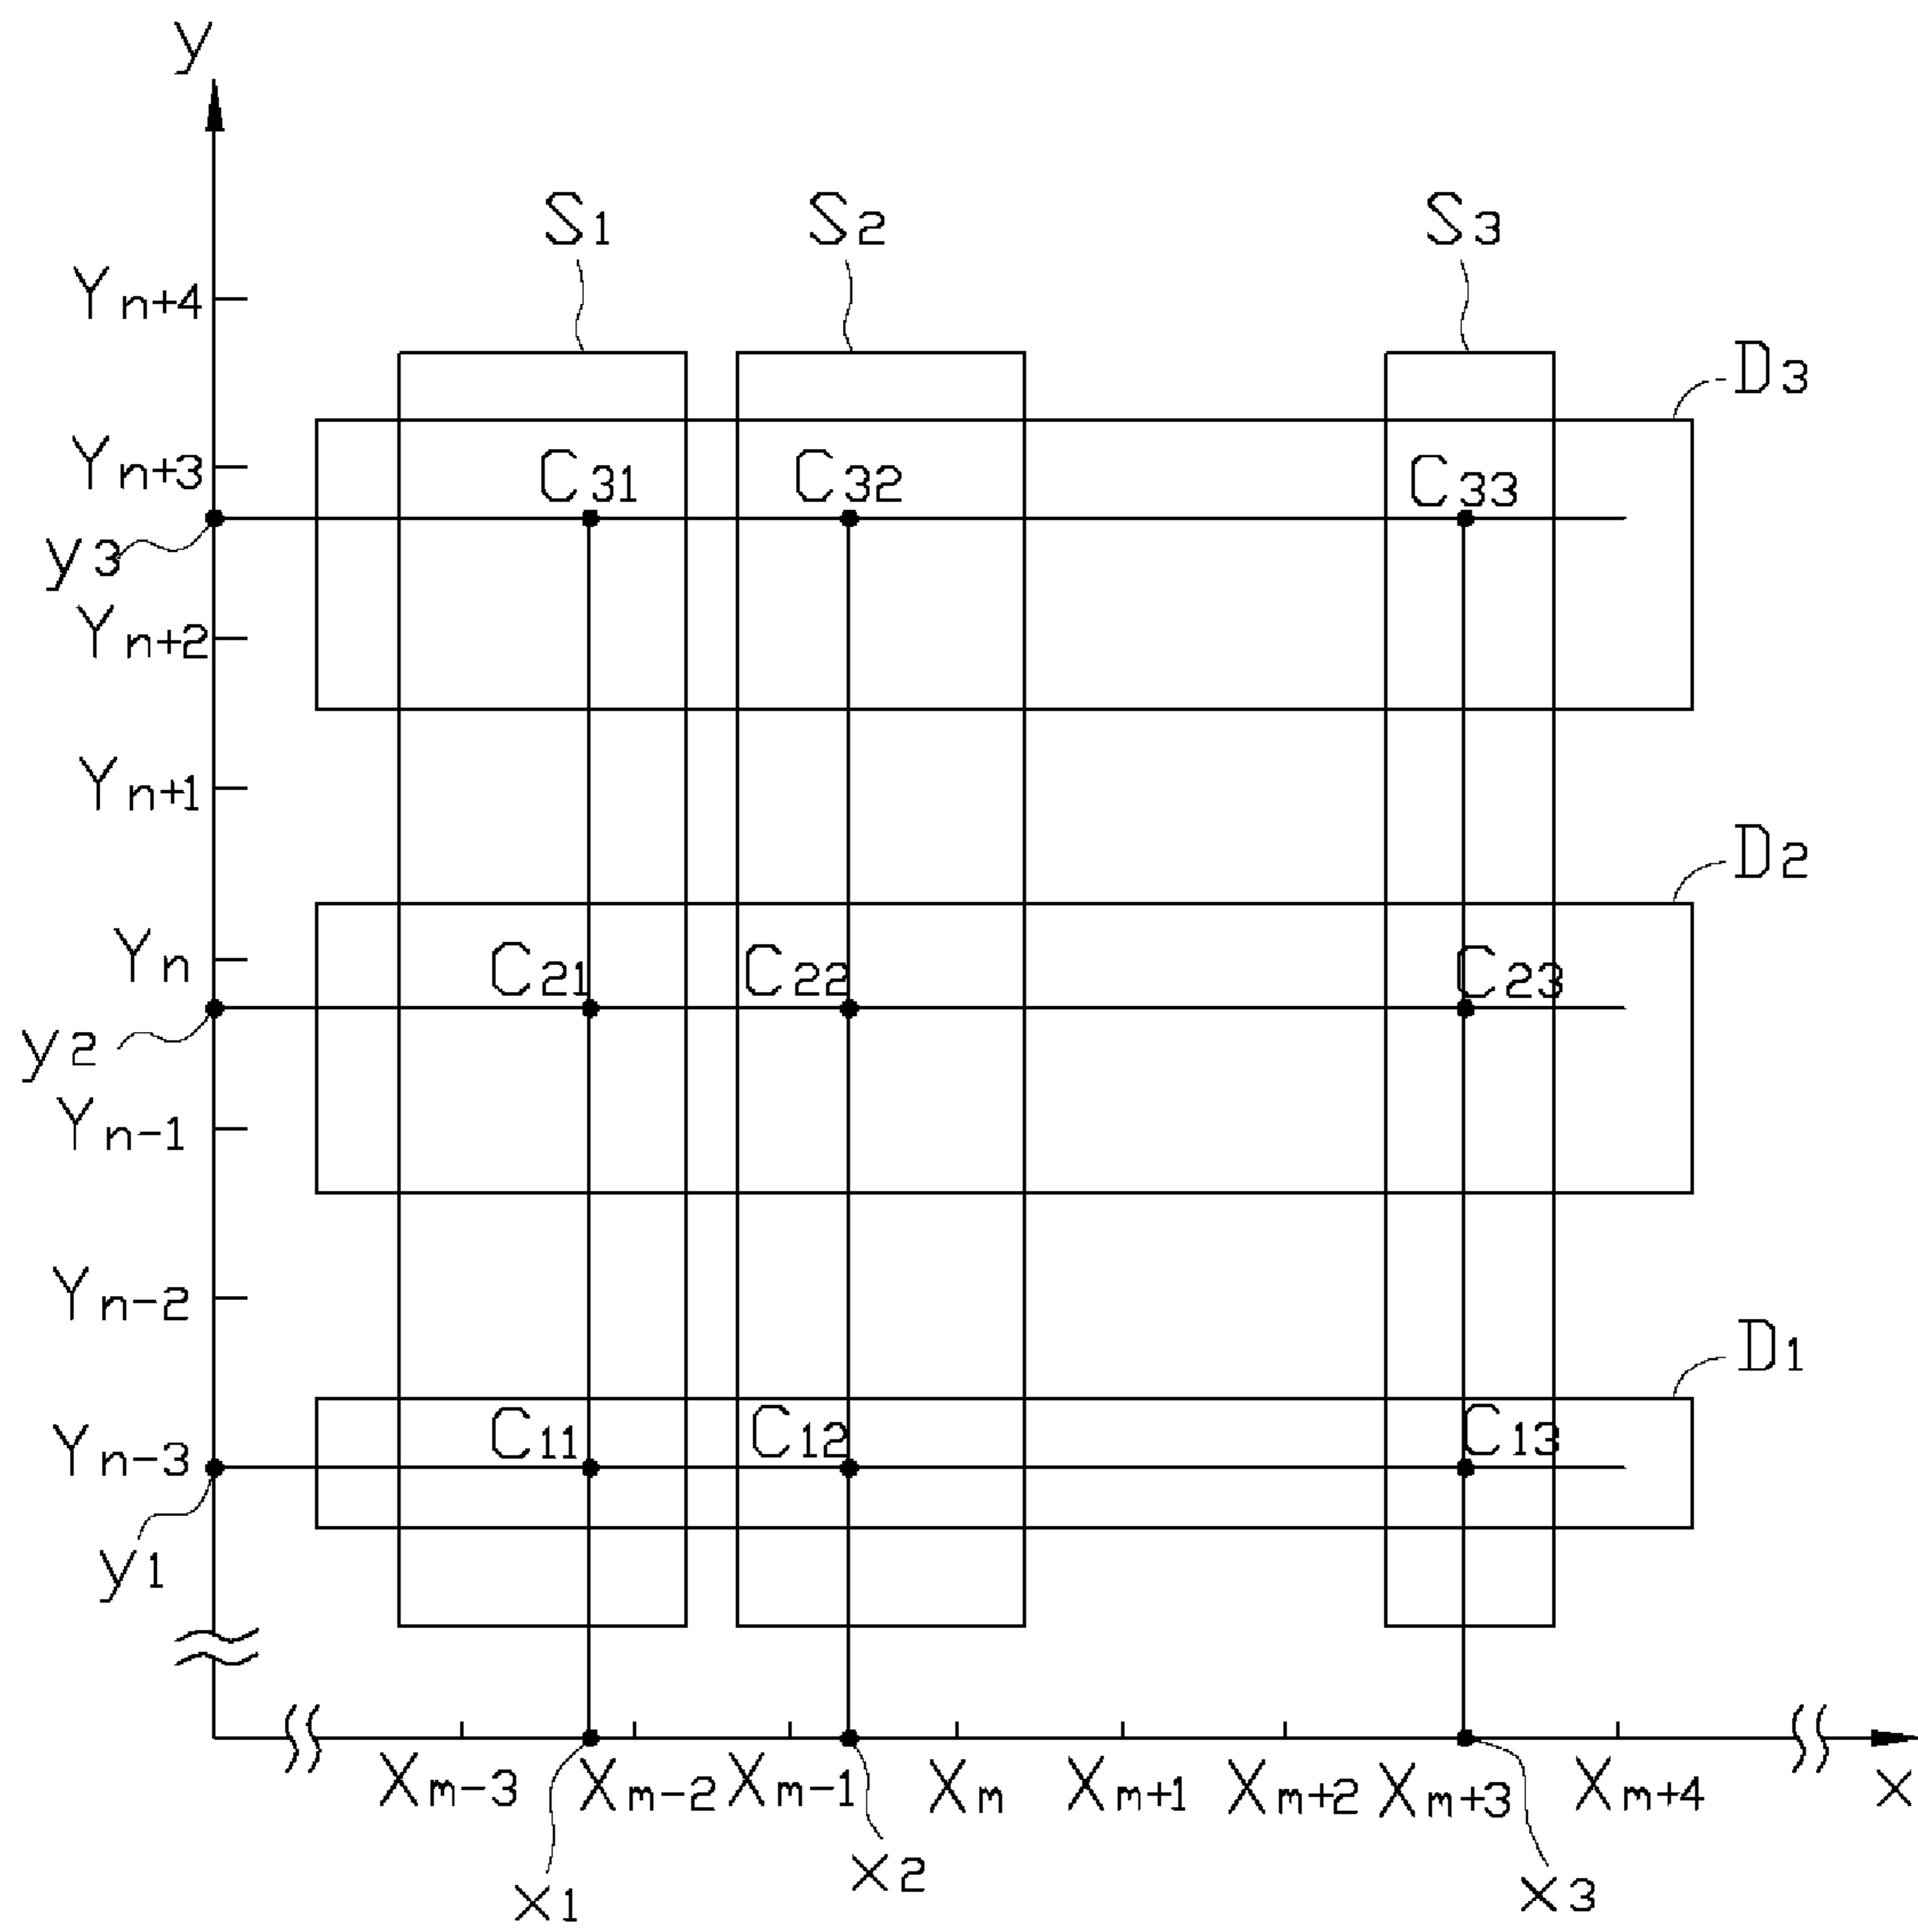 y
S1 S2 S3
Yn+4
D3
Yn+3 C31 C32 C33
y3
Yn+2
Yn+1
D2
Yn C21 C22 C23
y2
Yn-1
Yn-2
D1
Yn-3 C11 C12 C13
y1
Xm-3 Xm-2 Xm-1 Xm Xm+1 Xm+2 Xm+3 Xm+4 x
x1 x2 x3